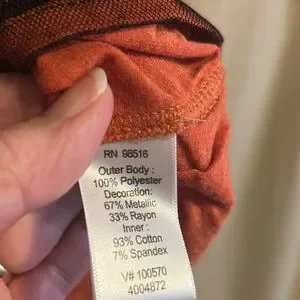 RN 98516
Outer Body :
100% Polyester
Decoration:
67% Metallic
33% Rayon
Inner :
93% Cotton
7% Spandex
V# 100570
4004872